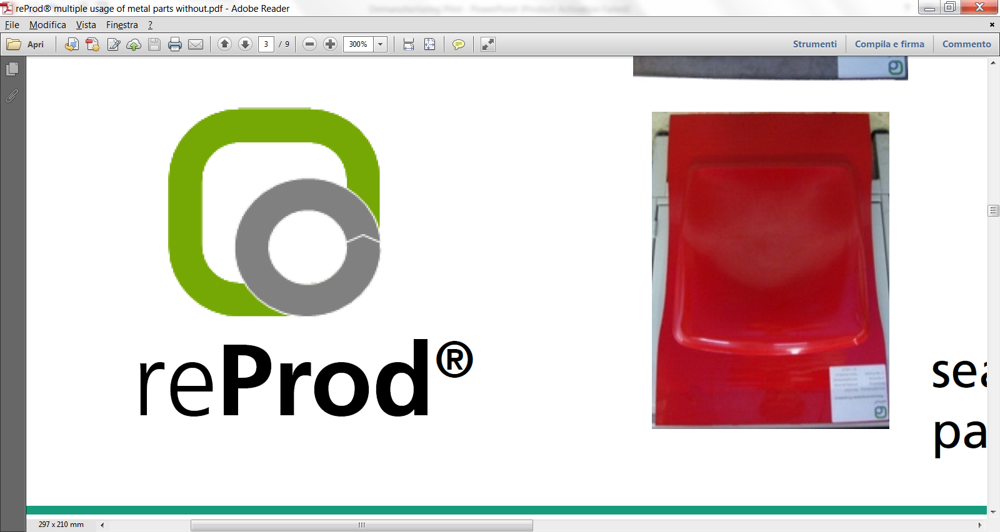 reProd® multiple usage of metal parts without.pdf - Adobe Reader
File Modifica Vista Finestra ?
Apri 3 / 9 300% Strumenti Compila e firma Commento
reProd®
sea
pa
297 x 210 mm